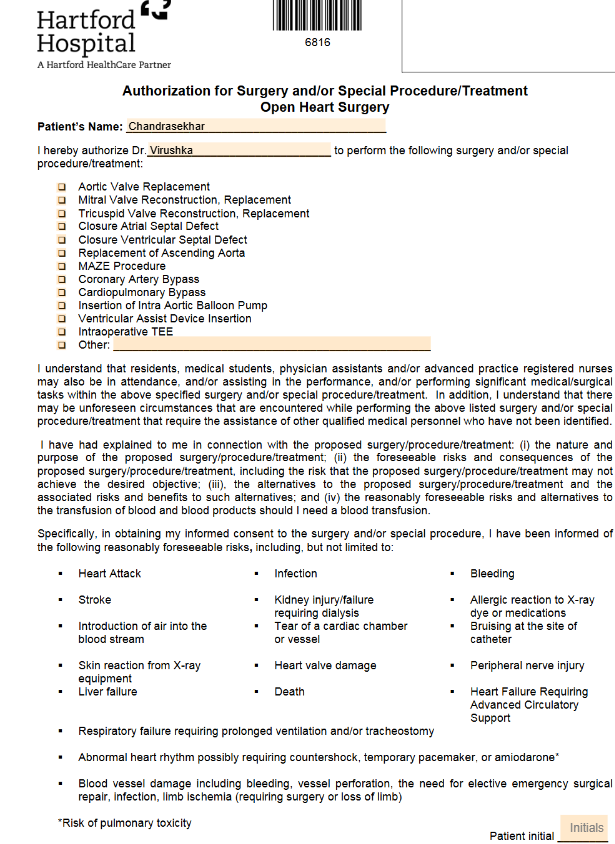 Hartford
Hospital
A Hartford HealthCare Partner
6816
Authorization for Surgery and/or Special Procedure/Treatment
Open Heart Surgery
Patient's Name: Chandrasekhar
I hereby authorize Dr. Virushka to perform the following surgery and/or special
procedure/treatment:
Aortic Valve Replacement
Mitral Valve Reconstruction, Replacement
Tricuspid Valve Reconstruction, Replacement
Closure Atrial Septal Defect
Closure Ventricular Septal Defect
Replacement of Ascending Aorta
MAZE Procedure
Coronary Artery Bypass
Cardiopulmonary Bypass
Insertion of Intra Aortic Balloon Pump
Ventricular Assist Device Insertion
Intraoperative TEE
Other:
I understand that residents, medical students, physician assistants and/or advanced practice registered nurses
may also be in attendance, and/or assisting in the performance, and/or performing significant medical/surgical
tasks within the above specified surgery and/or special procedure/treatment. In addition, I understand that there
may be unforeseen circumstances that are encountered while performing the above listed surgery and/or special
procedure/treatment that require the assistance of other qualified medical personnel who have not been identified.
I have had explained to me in connection with the proposed surgery/procedure/treatment: (i) the nature and
purpose of the proposed surgery/procedure/treatment; (ii) the foreseeable risks and consequences of the
proposed surgery/procedure/treatment, including the risk that the proposed surgery/procedure/treatment may not
achieve the desired objective; (iii), the alternatives to the proposed surgery/procedure/treatment and the
associated risks and benefits to such alternatives; and (iv) the reasonably foreseeable risks and alternatives to
the transfusion of blood and blood products should I need a blood transfusion.
Specifically, in obtaining my informed consent to the surgery and/or special procedure, I have been informed of
the following reasonably foreseeable risks, including, but not limited to:
▪ Heart Attack ▪ Infection ▪ Bleeding
▪ Stroke ▪ Kidney injury/failure ▪ Allergic reaction to X-ray
requiring dialysis dye or medications
▪ Introduction of air into the ▪ Tear of a cardiac chamber ▪ Bruising at the site of
blood stream or vessel catheter
▪ Skin reaction from X-ray ▪ Heart valve damage ▪ Peripheral nerve injury
equipment
▪ Liver failure ▪ Death ▪ Heart Failure Requiring
Advanced Circulatory
Support
▪ Respiratory failure requiring prolonged ventilation and/or tracheostomy
▪ Abnormal heart rhythm possibly requiring countershock, temporary pacemaker, or amiodarone*
▪ Blood vessel damage including bleeding, vessel perforation, the need for elective emergency surgical
repair, infection, limb ischemia (requiring surgery or loss of limb)
*Risk of pulmonary toxicity
Patient initial Initials